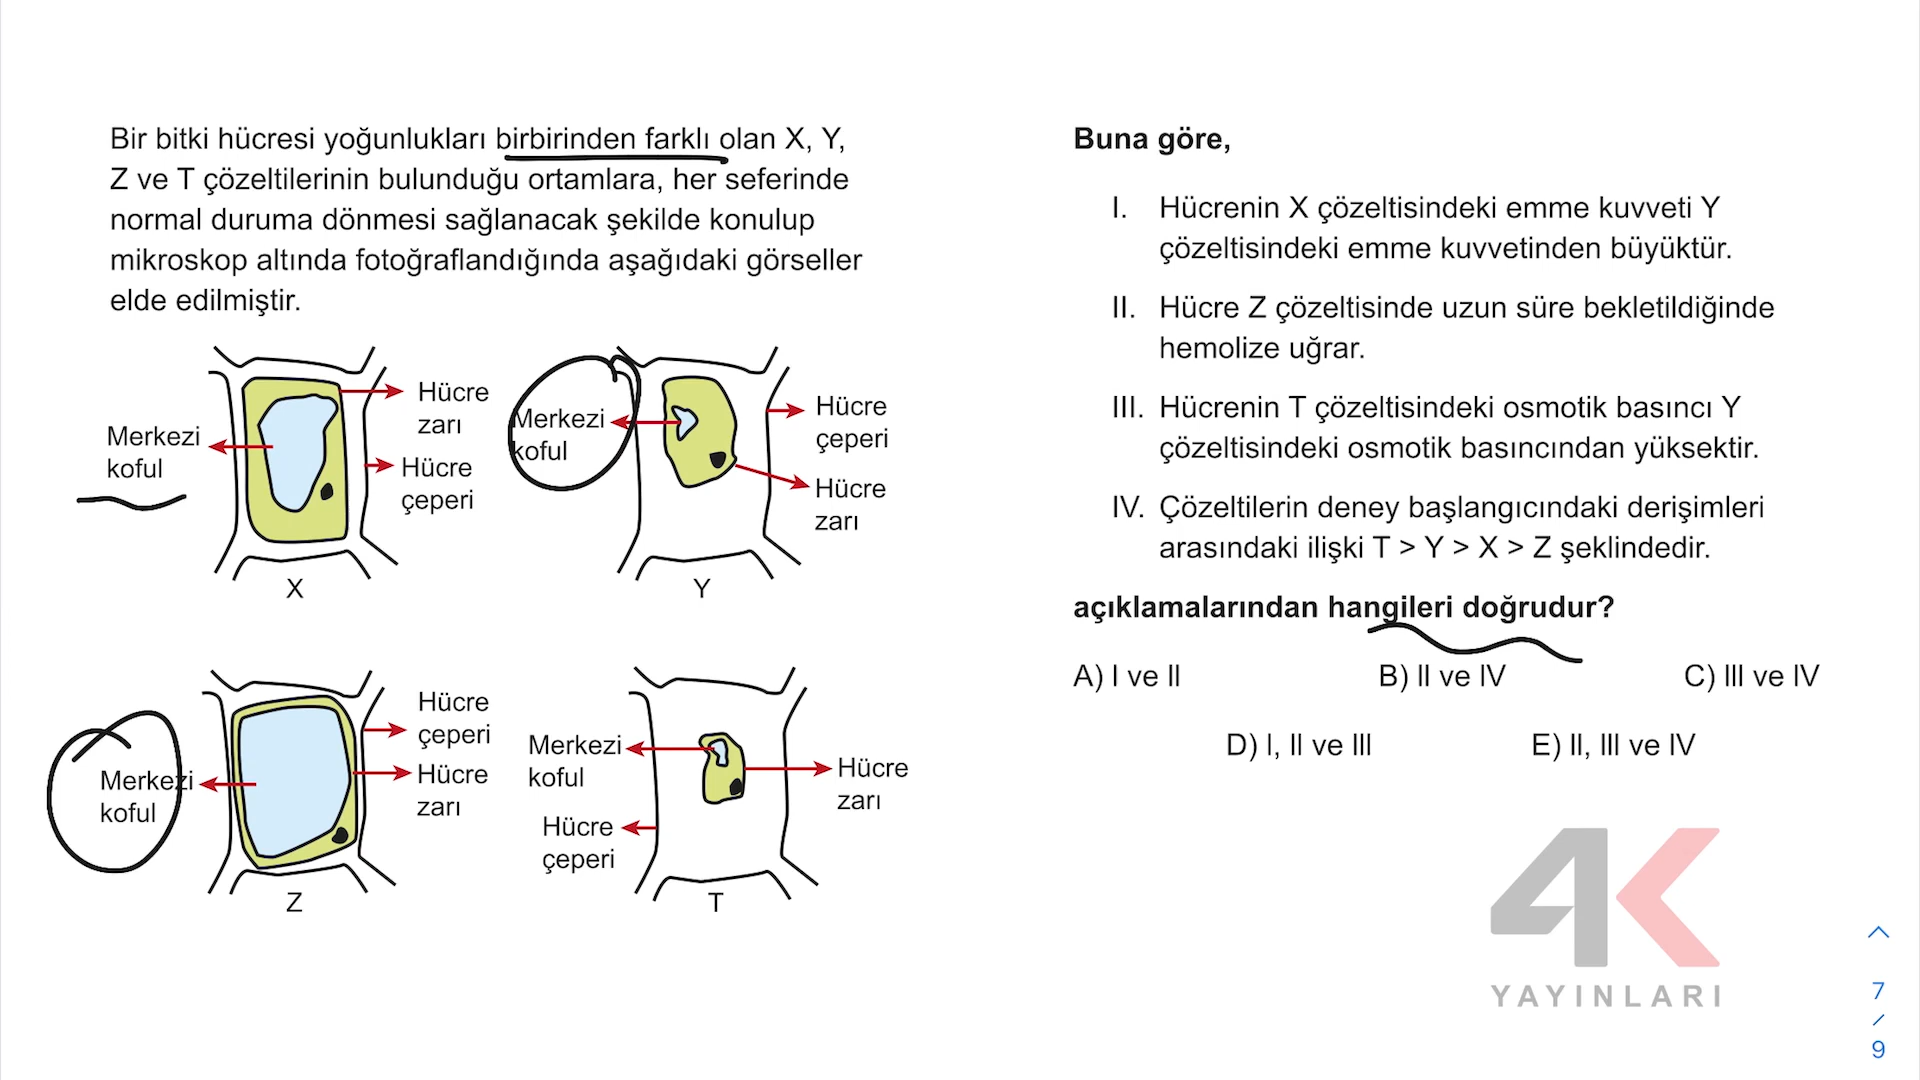 Bir bitki hücresi yoğunlukları birbirinden farklı olan X, Y,
Z ve T çözeltilerinin bulunduğu ortamlara, her seferinde
normal duruma dönmesi sağlanacak şekilde konulup
mikroskop altında fotoğraflandığında aşağıdaki görseller
elde edilmiştir.
Merkezi
koful
Hücre
zarı
Hücre
çeperi
X
Merkezi
koful
Hücre
çeperi
Hücre
zarı
Y
Merkezi
koful
Hücre
çeperi
Hücre
zarı
Z
Merkezi
koful
Hücre
çeperi
Hücre
zarı
T
Buna göre,
I. Hücrenin X çözeltisindeki emme kuvveti Y
çözeltisindeki emme kuvvetinden büyüktür.
II. Hücre Z çözeltisinde uzun süre bekletildiğinde
hemolize uğrar.
III. Hücrenin T çözeltisindeki osmotik basıncı Y
çözeltisindeki osmotik basıncından yüksektir.
IV. Çözeltilerin deney başlangıcındaki derişimleri
arasındaki ilişki T > Y > X > Z şeklindedir.
açıklamalarından hangileri doğrudur?
A) I ve II
B) II ve IV
C) III ve IV
D) I, II ve III
E) II, III ve IV
4K
YAYINLARI
7
/
9